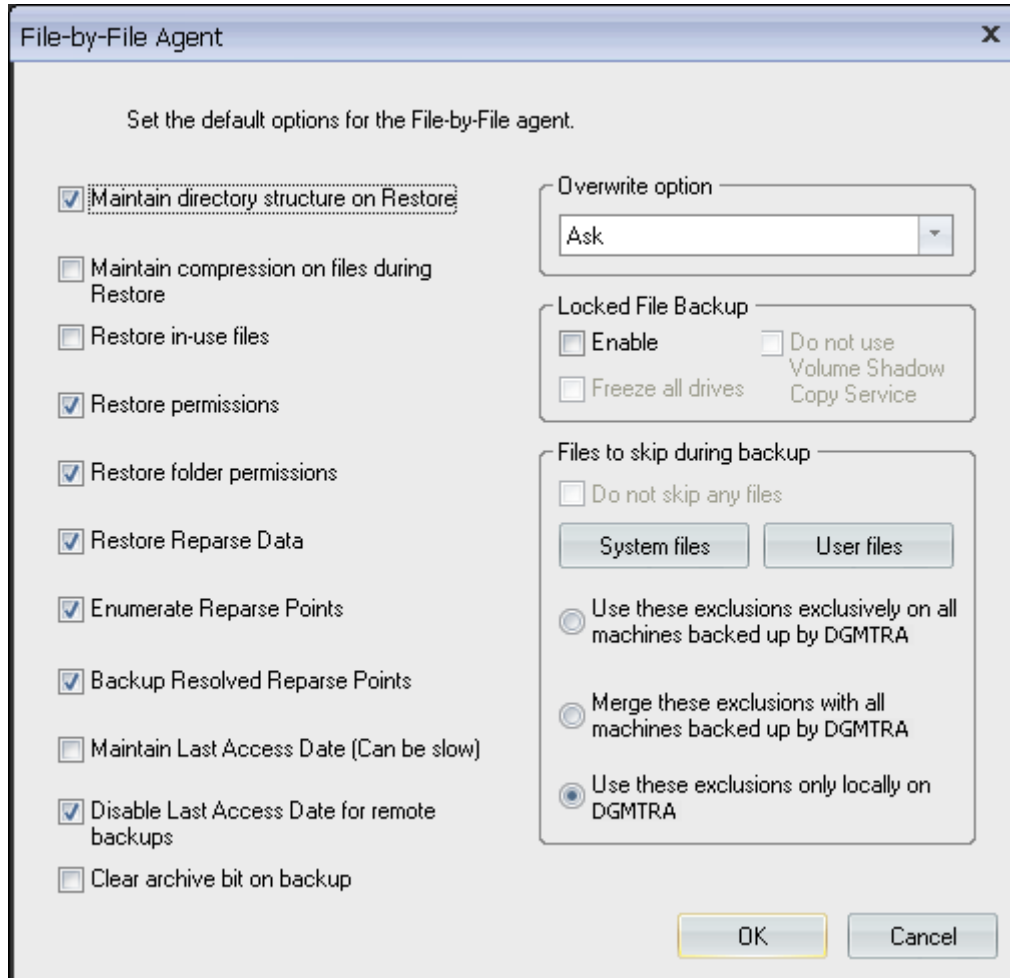 File-by-File Agent
x
Set the default options for the File-by-File agent.
Maintain directory structure on Restore
Maintain compression on files during
Restore
Restore in-use files
Restore permissions
Restore folder permissions
Restore Reparse Data
Enumerate Reparse Points
Backup Resolved Reparse Points
Maintain Last Access Date (Can be slow)
Disable Last Access Date for remote
backups
Clear archive bit on backup
Overwrite option
Ask
Locked File Backup
Enable
Freeze all drives
Do not use
Volume Shadow
Copy Service
Files to skip during backup
Do not skip any files
System files
User files
Use these exclusions exclusively on all
machines backed up by DGMTRA
Merge these exclusions with all
machines backed up by DGMTRA
Use these exclusions only locally on
DGMTRA
OK
Cancel